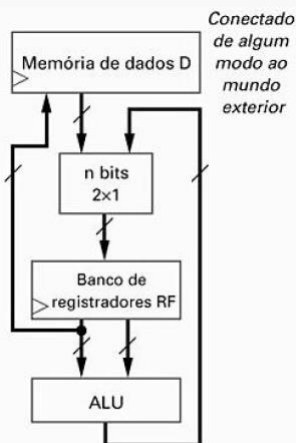 Conectado
de algum
modo ao
mundo
exterior
Memória de dados D
n bits
2×1
Banco de
registradores RF
ALU